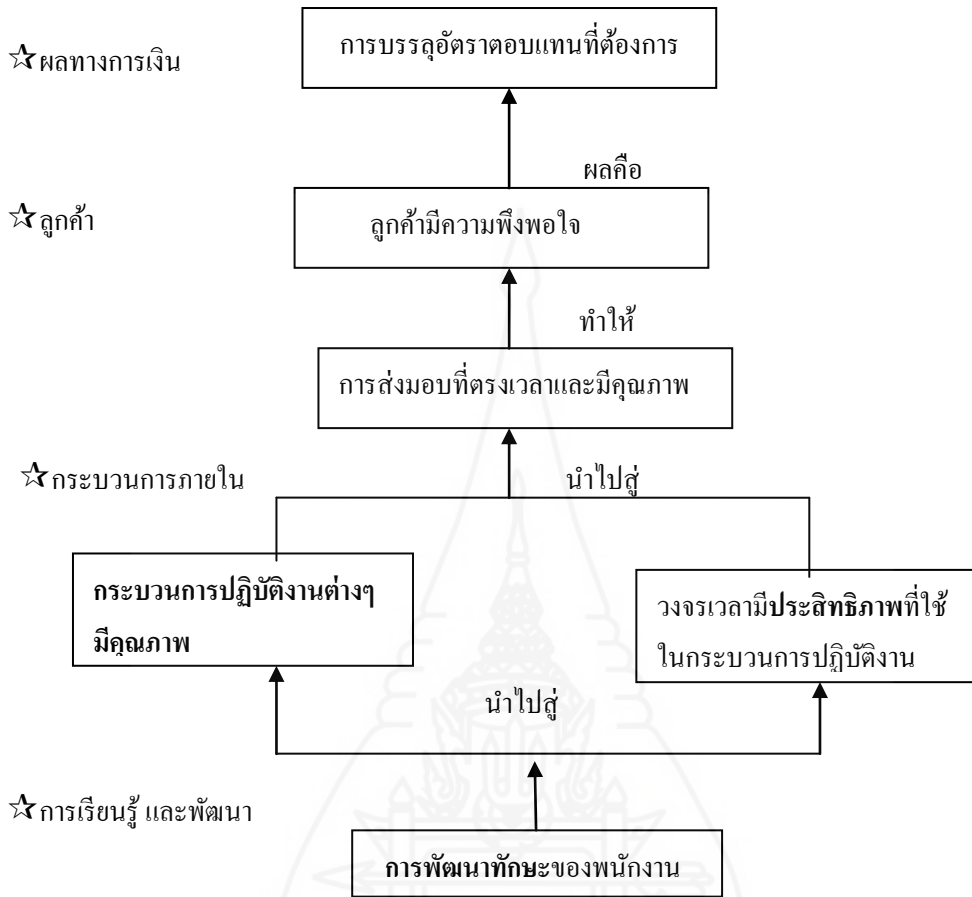 การบรรลุอัตราตอบแทนที่ต้องการ
☆ผลทางการเงิน
ผลคือ
☆ลูกค้า
ลูกค้ามีความพึงพอใจ
ทำให้
การส่งมอบที่ตรงเวลาและมีคุณภาพ
☆กระบวนการภายใน
นำไปสู่
กระบวนการปฏิบัติงานต่างๆ
มีคุณภาพ
วงจรเวลามีประสิทธิภาพที่ใช้
ในกระบวนการปฏิบัติงาน
นำไปสู่
☆การเรียนรู้ และพัฒนา
การพัฒนาทักษะของพนักงาน